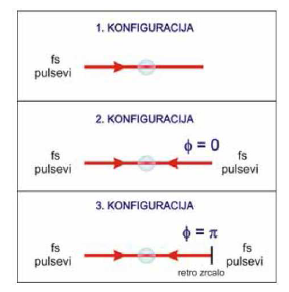 1. KONFIGURACIJA
fs
pulsevi
2. KONFIGURACIJA
ϕ = 0
fs
pulsevi
fs
pulsevi
3. KONFIGURACIJA
ϕ = π
fs
pulsevi
fs
pulsevi
retro zrcalo